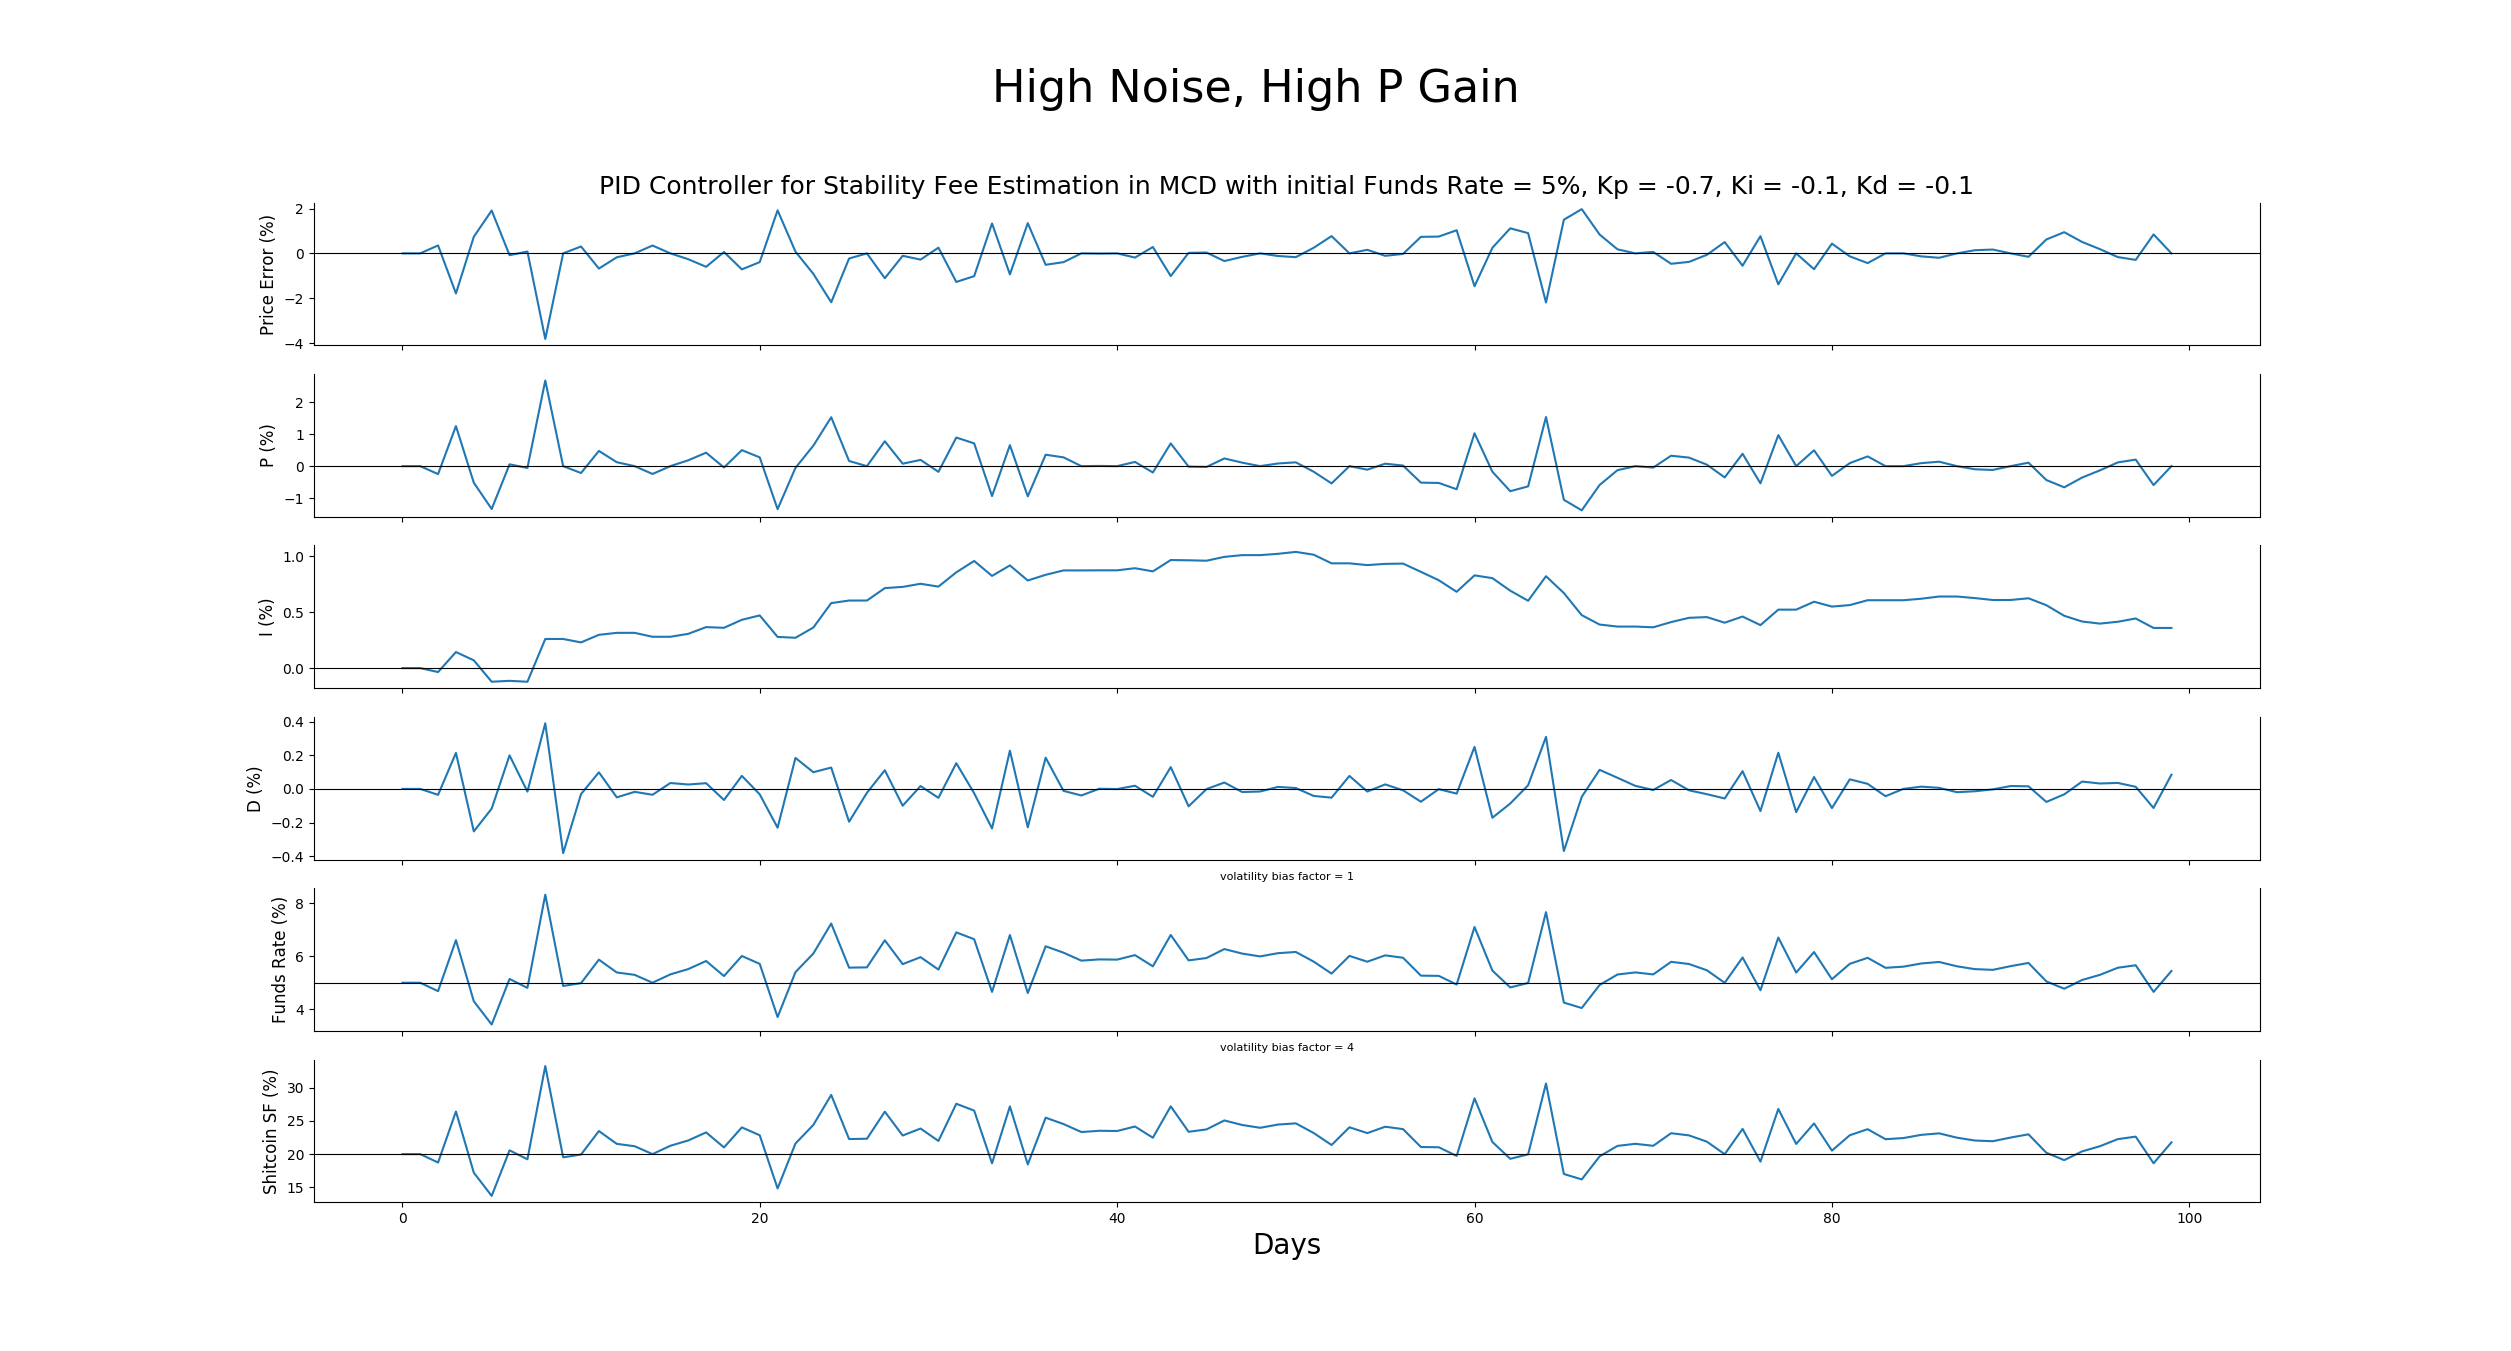 High Noise, High P Gain
PID Controller for Stability Fee Estimation in MCD with initial Funds Rate = 5%, Kp = -0.7, Ki = -0.1, Kd = -0.1
Price Error (%)
2
0
−2
−4
P (%)
2
1
0
−1
I (%)
1.0
0.5
0.0
D (%)
0.4
0.2
0.0
−0.2
−0.4
volatility bias factor = 1
Funds Rate (%)
8
6
4
volatility bias factor = 4
Shitcoin SF (%)
30
25
20
15
0 20 40 60 80 100
Days